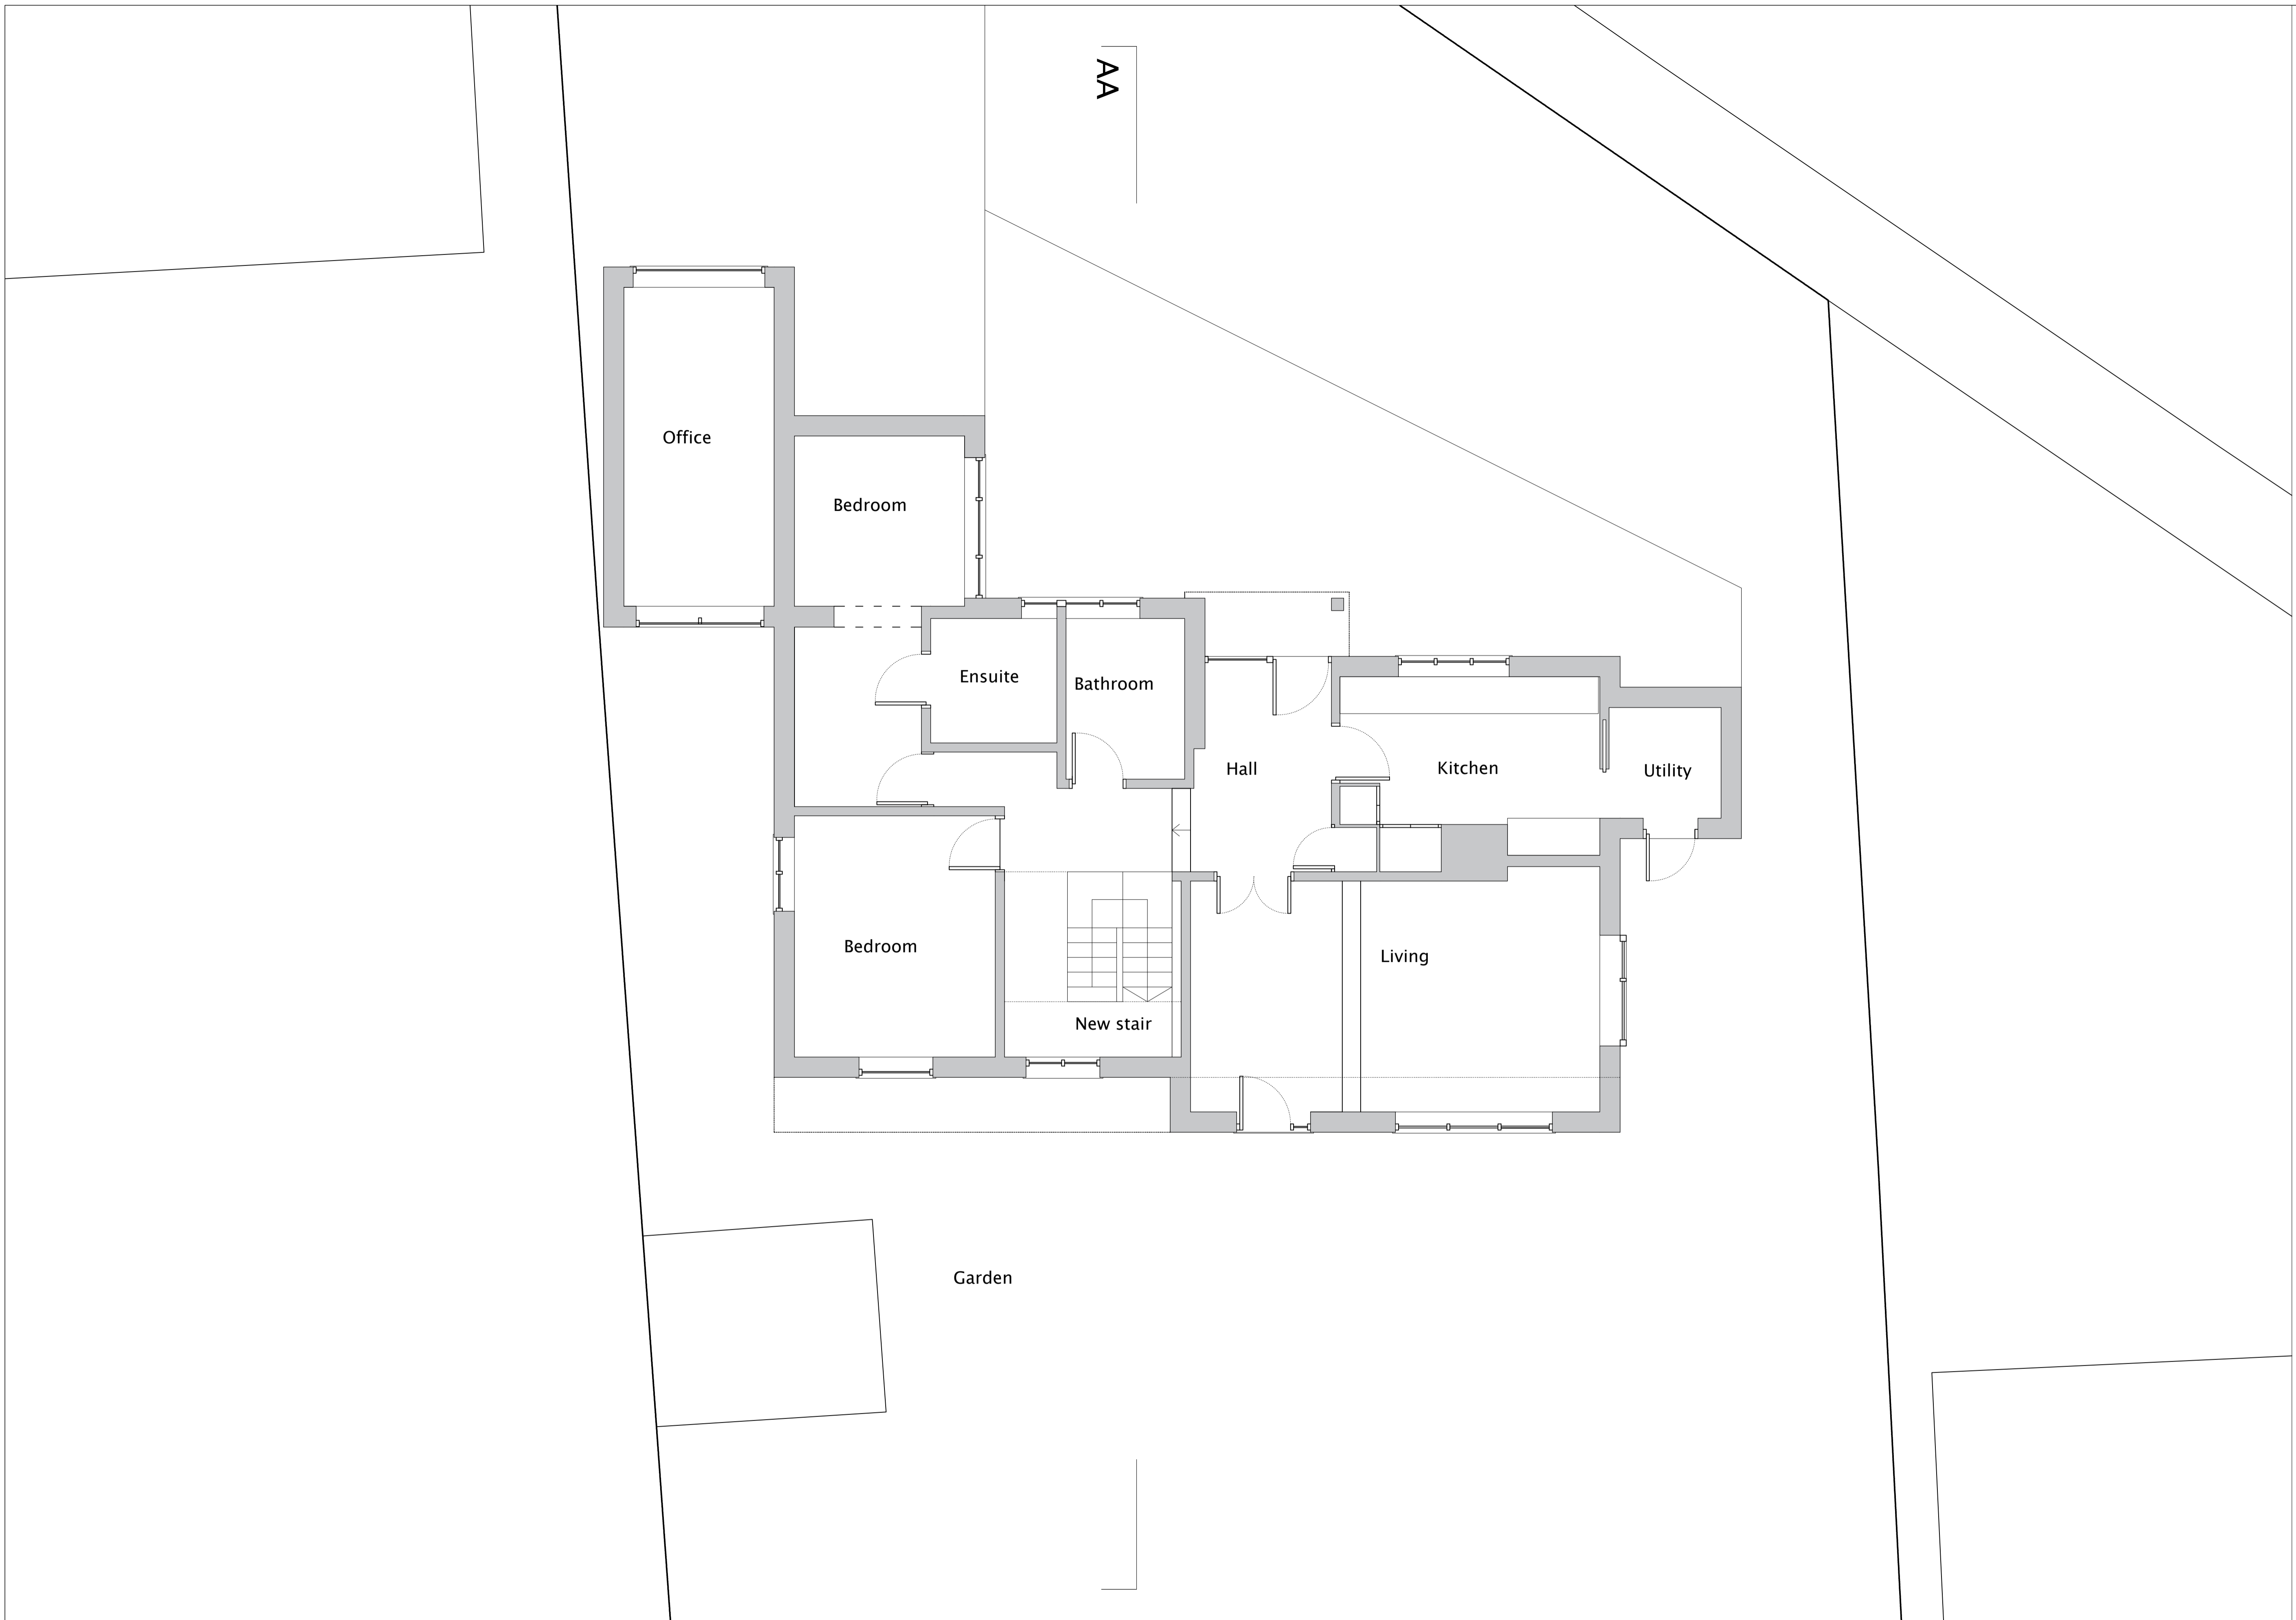 AA
Office
Bedroom
Ensuite
Bathroom
Hall
Kitchen
Utility
Bedroom
Living
New stair
Garden